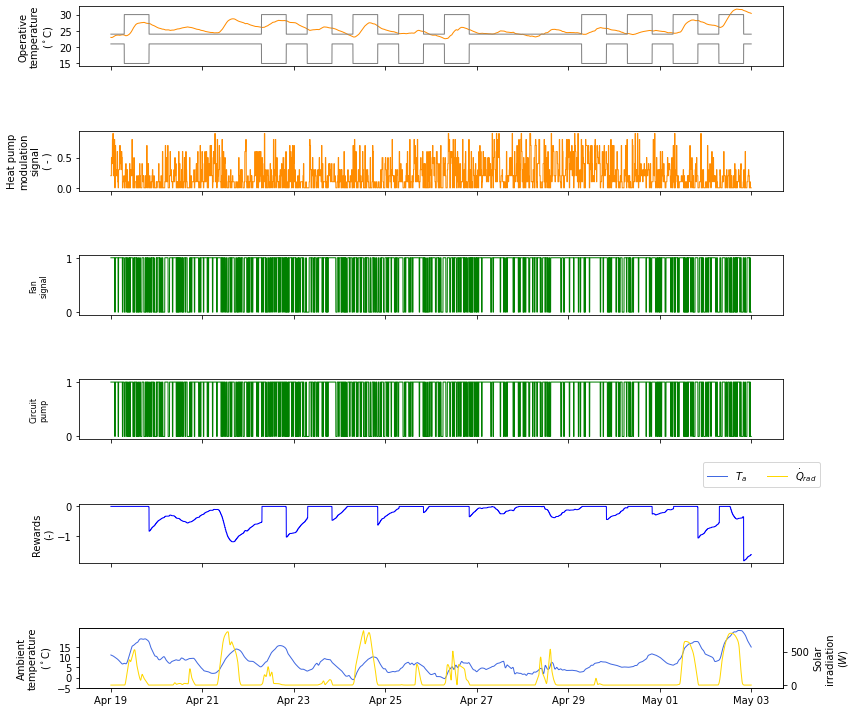 Operative
temperature
(°C)
30
25
20
15
Heat pump
modulation
signal
( - )
0.5
0.0
Fan
signal
1
0
Circuit
pump
1
0
T_a
Q̇_rad
Rewards
(-)
0
−1
Ambient
temperature
(°C)
15
10
5
0
−5
Solar
irradiation
(W)
500
0
Apr 19
Apr 21
Apr 23
Apr 25
Apr 27
Apr 29
May 01
May 03